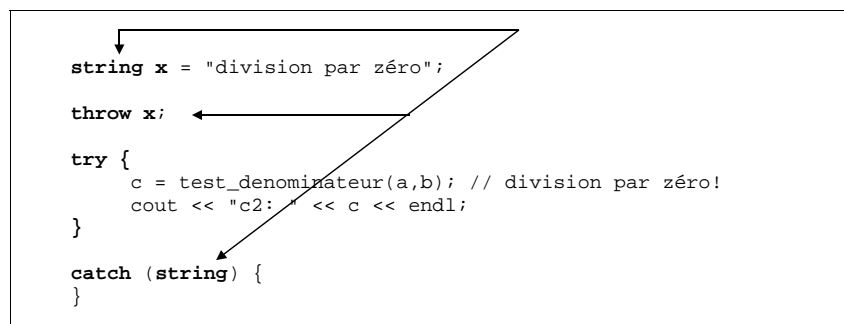 string x = "division par zéro";
throw x;
try {
c = test_denominateur(a,b); // division par zéro!
cout << "c2: " << c << endl;
}
catch (string) {
}